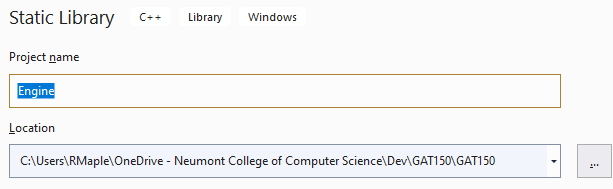 Static Library C++ Library Windows
Project name
Engine
Location
C:\Users\RMaple\OneDrive - Neumont College of Computer Science\Dev\GAT150\GAT150 ...